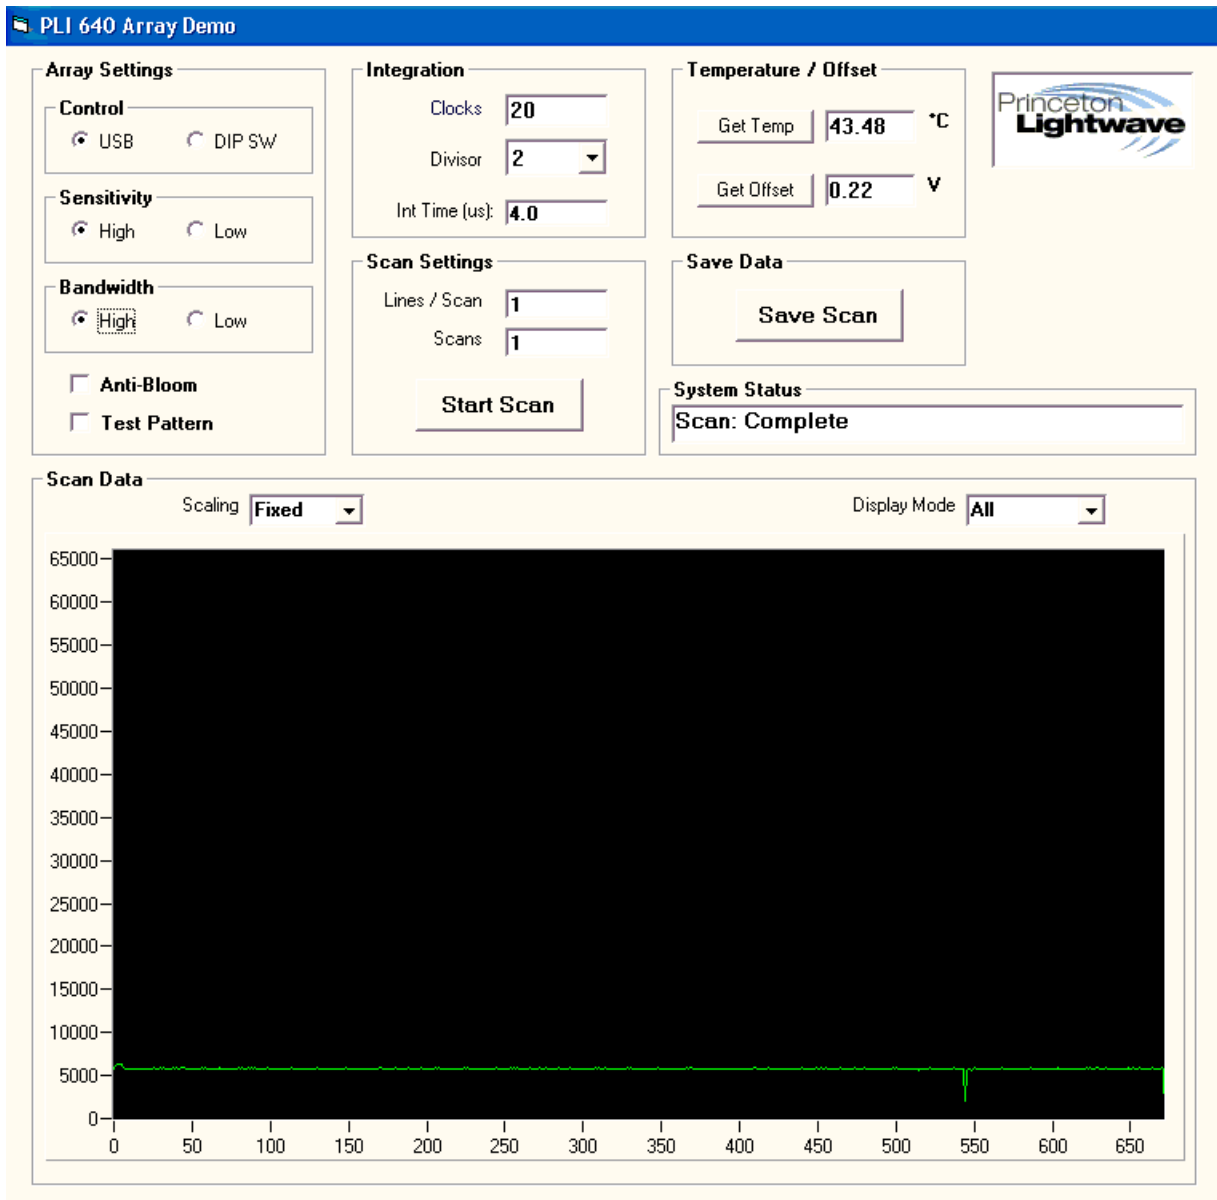 PLI 640 Array Demo
Array Settings
Control
USB DIP SW
Sensitivity
High Low
Bandwidth
High Low
Anti-Bloom
Test Pattern
Integration
Clocks 20
Divisor 2
Int Time (us): 4.0
Scan Settings
Lines / Scan 1
Scans 1
Start Scan
Temperature / Offset
Get Temp 43.48 °C
Get Offset 0.22 V
Save Data
Save Scan
Princeton
Lightwave
System Status
Scan: Complete
Scan Data
Scaling Fixed Display Mode All
65000
60000
55000
50000
45000
40000
35000
30000
25000
20000
15000
10000
5000
0
0 50 100 150 200 250 300 350 400 450 500 550 600 650